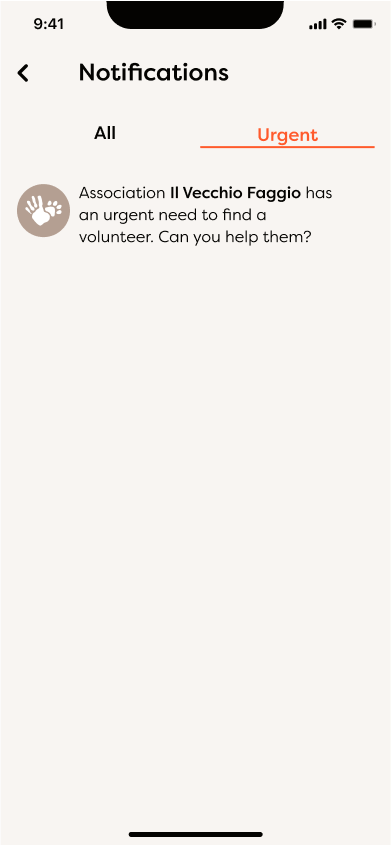 9:41
Notifications
All
Urgent
Association Il Vecchio Faggio has
an urgent need to find a
volunteer. Can you help them?